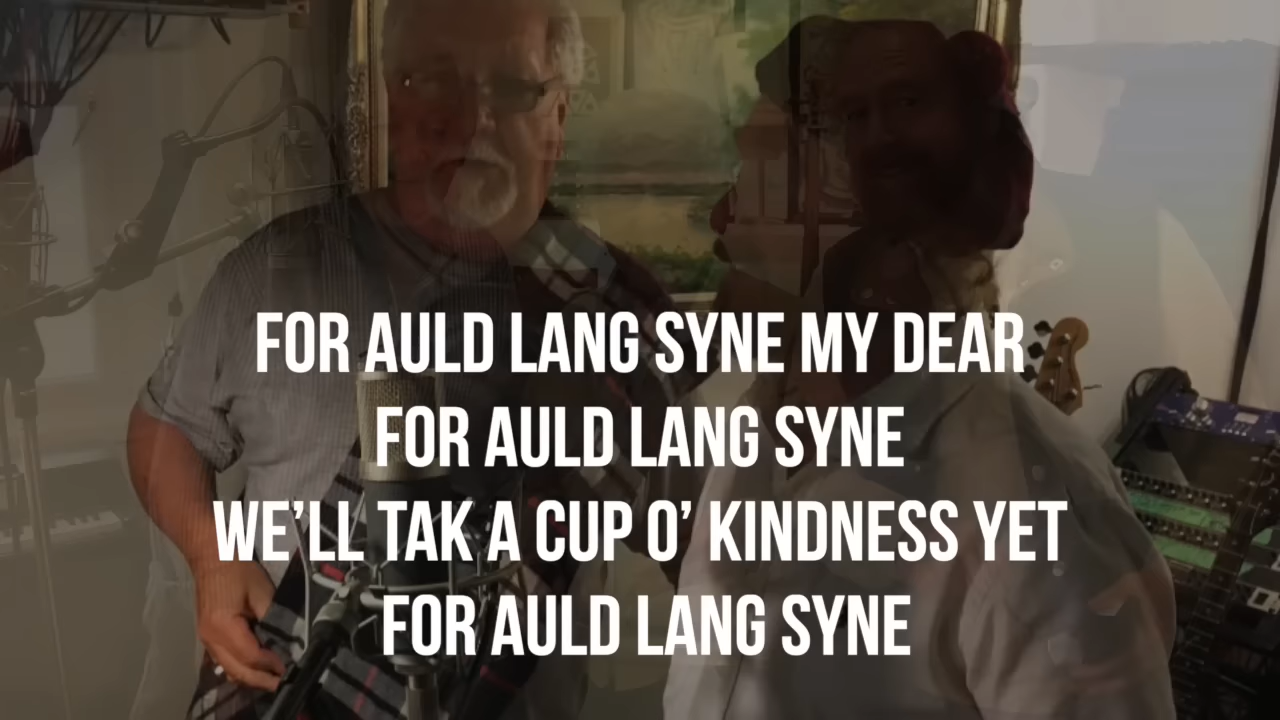 FOR AULD LANG SYNE MY DEAR
FOR AULD LANG SYNE
WE’LL TAK A CUP O’ KINDNESS YET
FOR AULD LANG SYNE